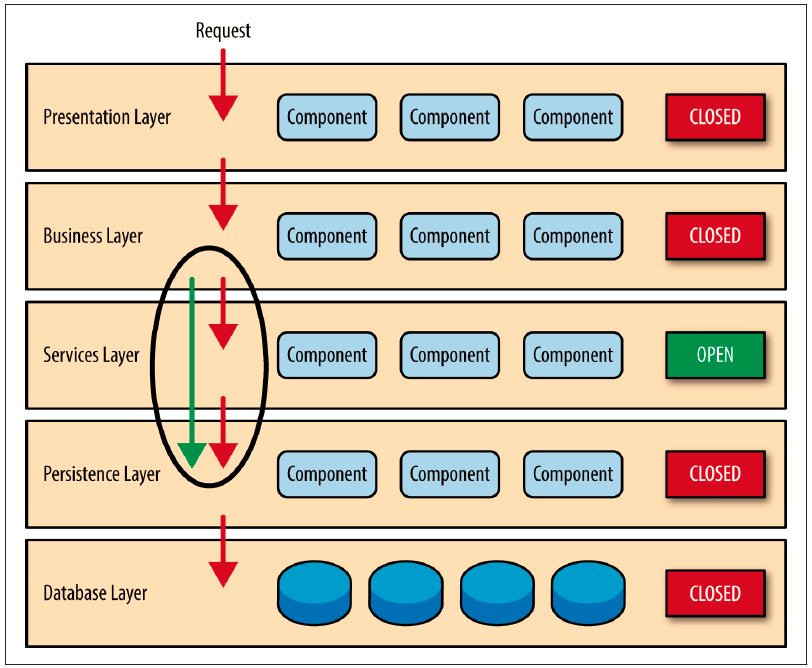 Request
Presentation Layer Component Component Component CLOSED
Business Layer Component Component Component CLOSED
Services Layer Component Component Component OPEN
Persistence Layer Component Component Component CLOSED
Database Layer CLOSED